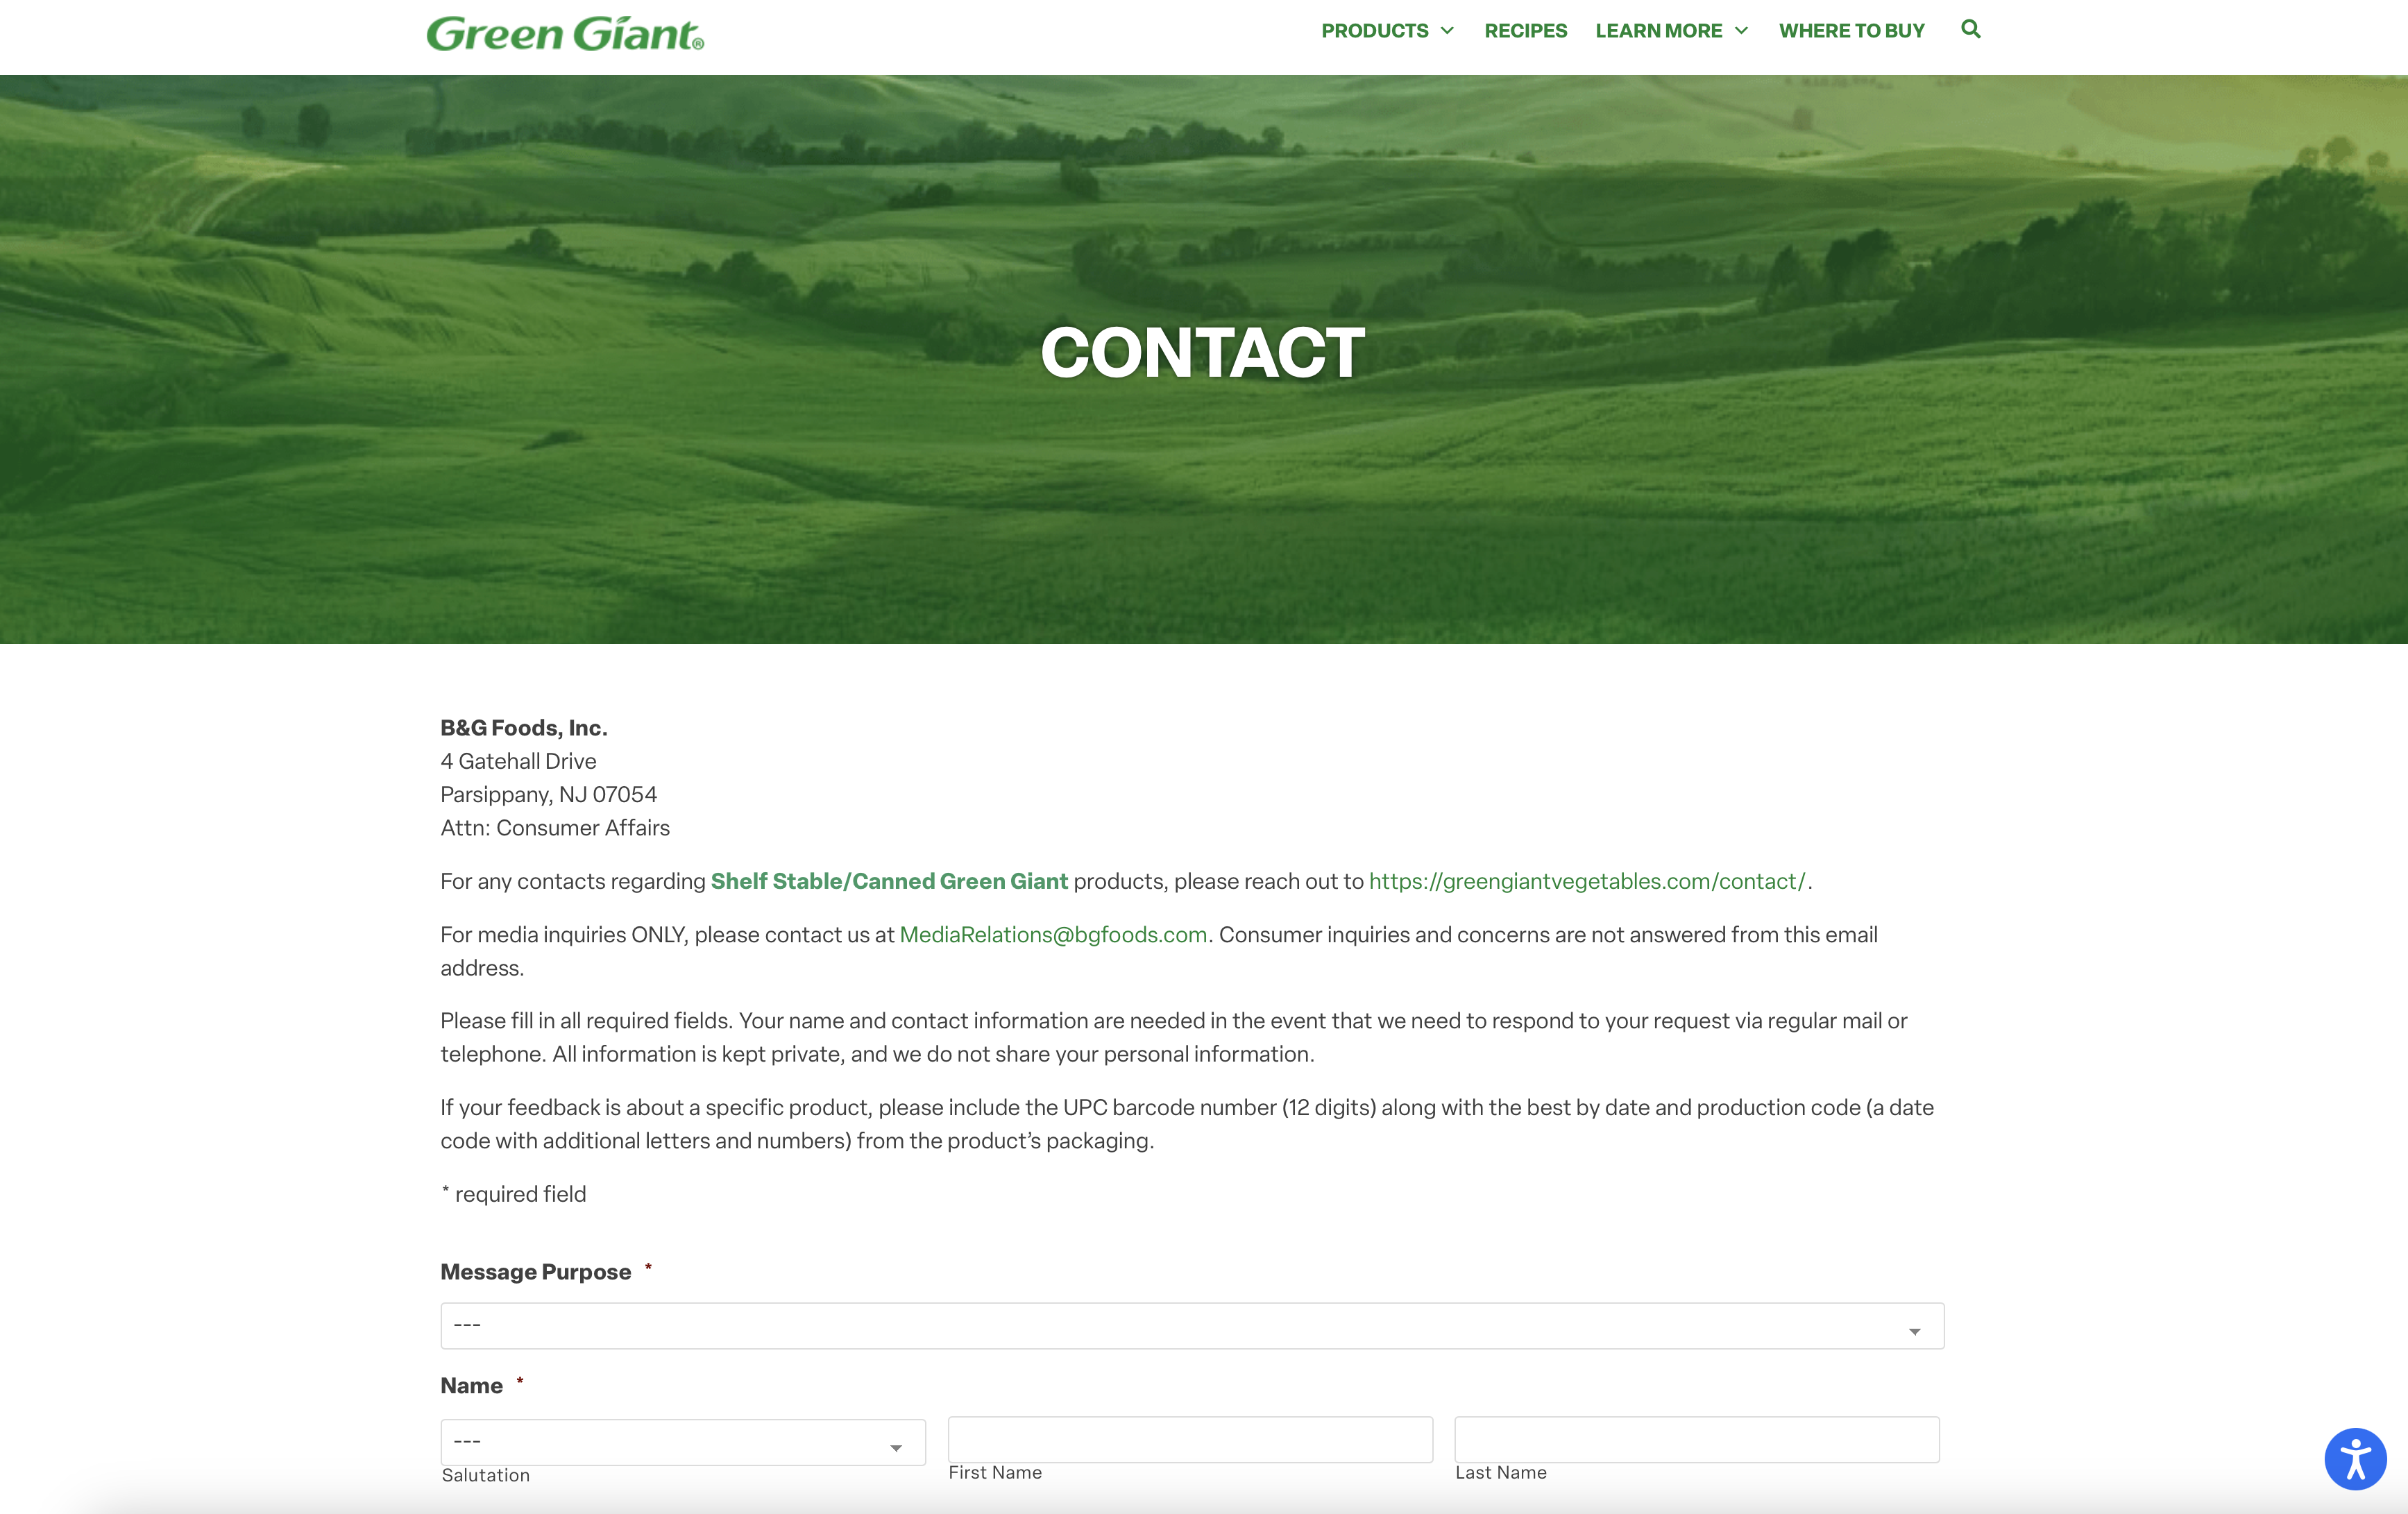 Green Giant®
PRODUCTS RECIPES LEARN MORE WHERE TO BUY
CONTACT
B&G Foods, Inc.
4 Gatehall Drive
Parsippany, NJ 07054
Attn: Consumer Affairs
For any contacts regarding Shelf Stable/Canned Green Giant products, please reach out to https://greengiantvegetables.com/contact/.
For media inquiries ONLY, please contact us at MediaRelations@bgfoods.com. Consumer inquiries and concerns are not answered from this email
address.
Please fill in all required fields. Your name and contact information are needed in the event that we need to respond to your request via regular mail or
telephone. All information is kept private, and we do not share your personal information.
If your feedback is about a specific product, please include the UPC barcode number (12 digits) along with the best by date and production code (a date
code with additional letters and numbers) from the product’s packaging.
* required field
Message Purpose *
---
Name *
---
Salutation First Name Last Name